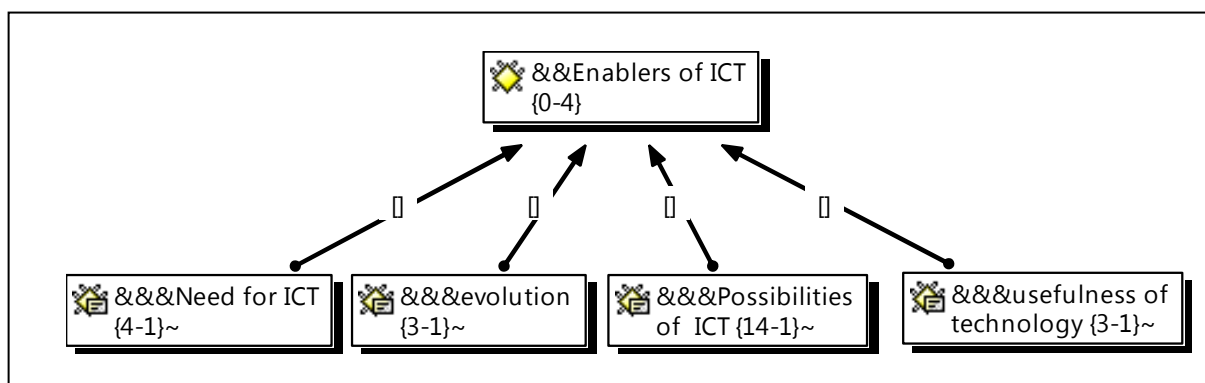 &&Enablers of ICT
{0-4}
[]
[]
[]
[]
&&&Need for ICT
{4-1}~
&&&evolution
{3-1}~
&&&Possibilities
of ICT {14-1}~
&&&usefulness of
technology {3-1}~